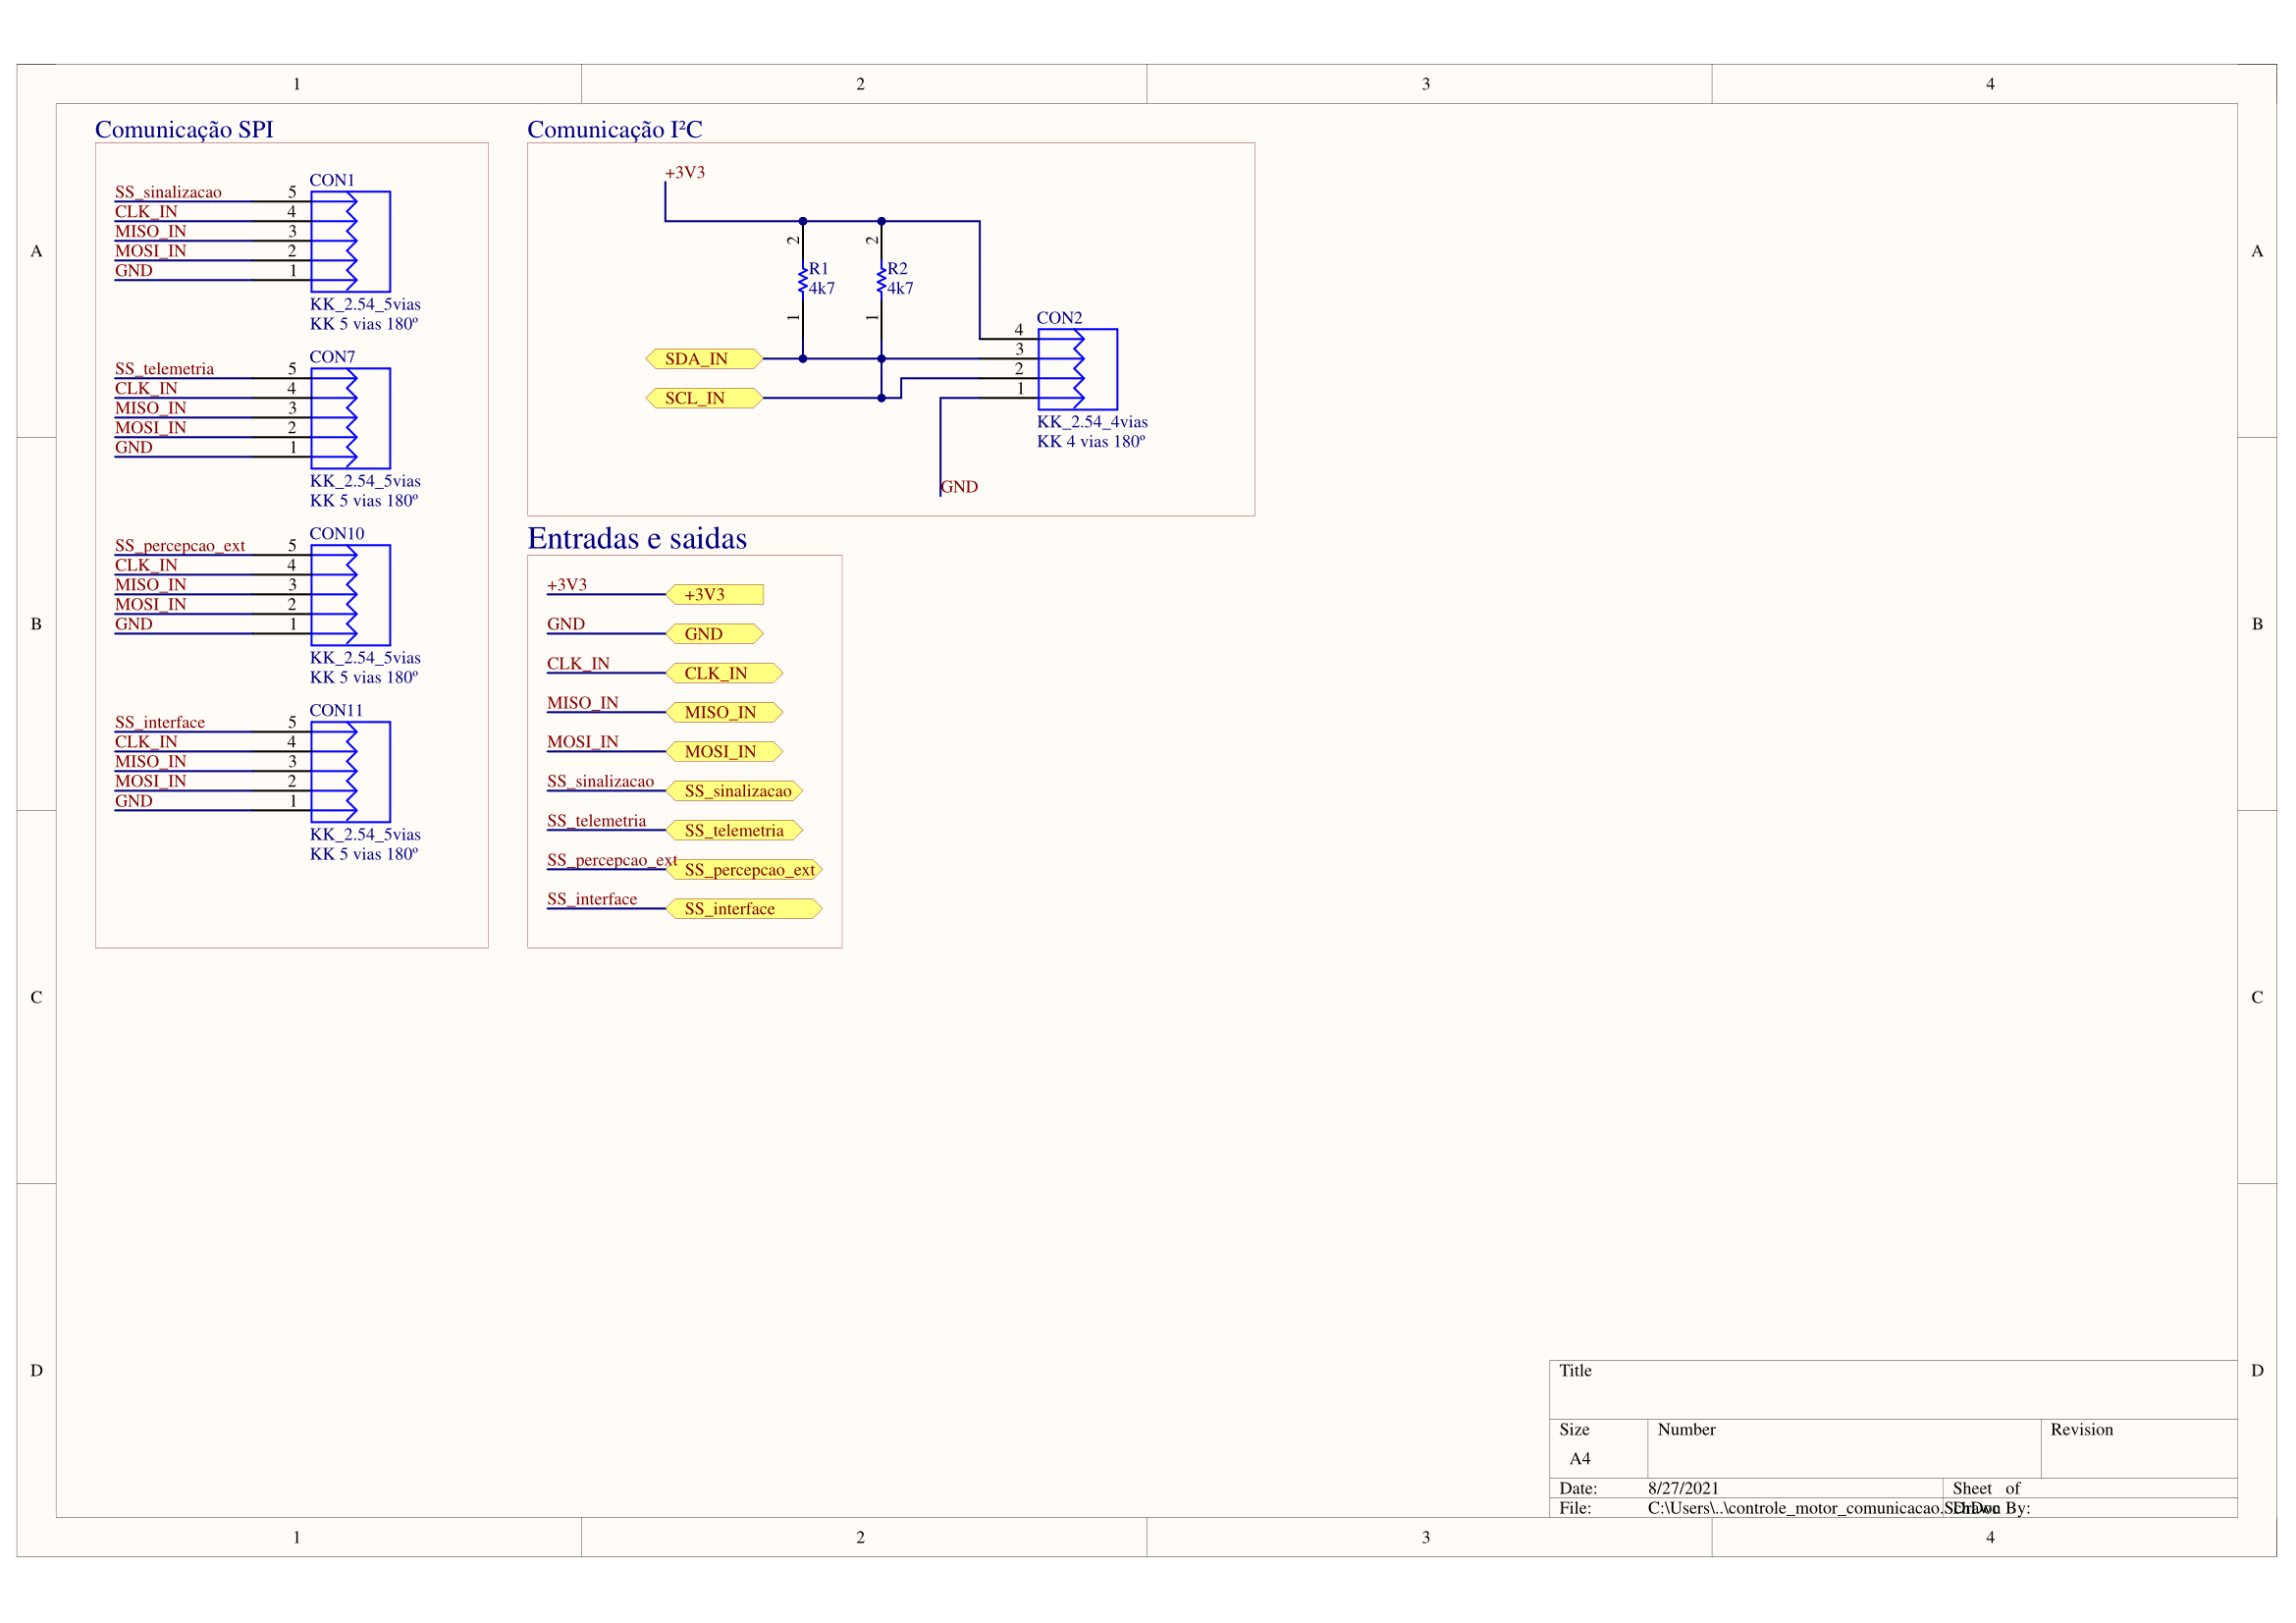 1 2 3 4
A
B
C
D
Comunicação SPI
CON1
SS_sinalizacao 5
CLK_IN 4
MISO_IN 3
MOSI_IN 2
GND 1
KK_2.54_5vias
KK 5 vias 180º
CON7
SS_telemetria 5
CLK_IN 4
MISO_IN 3
MOSI_IN 2
GND 1
KK_2.54_5vias
KK 5 vias 180º
CON10
SS_percepcao_ext 5
CLK_IN 4
MISO_IN 3
MOSI_IN 2
GND 1
KK_2.54_5vias
KK 5 vias 180º
CON11
SS_interface 5
CLK_IN 4
MISO_IN 3
MOSI_IN 2
GND 1
KK_2.54_5vias
KK 5 vias 180º
Comunicação I²C
+3V3
2 2
R1 R2
4k7 4k7
1 1
CON2
4
SDA_IN 3
2
SCL_IN 1
KK_2.54_4vias
KK 4 vias 180º
GND
Entradas e saidas
+3V3 +3V3
GND GND
CLK_IN CLK_IN
MISO_IN MISO_IN
MOSI_IN MOSI_IN
SS_sinalizacao SS_sinalizacao
SS_telemetria SS_telemetria
SS_percepcao_ext SS_percepcao_ext
SS_interface SS_interface
A
B
C
D
Title
Size Number Revision
A4
Date: 8/27/2021 Sheet of
File: C:\Users\..\controle_motor_comunicacao.SchDoc Drawn By:
1 2 3 4